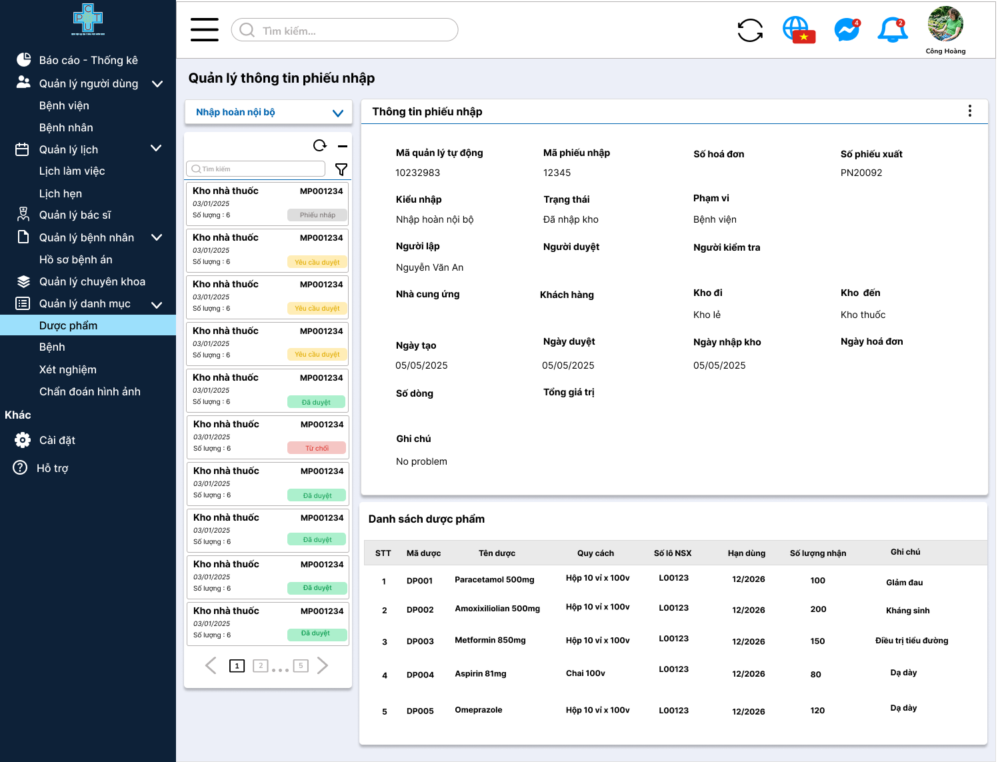 P C T U
Báo cáo - Thống kê
Quản lý người dùng
Bệnh viện
Bệnh nhân
Quản lý lịch
Lịch làm việc
Lịch hẹn
Quản lý bác sĩ
Quản lý bệnh nhân
Hồ sơ bệnh án
Quản lý chuyên khoa
Quản lý danh mục
Dược phẩm
Bệnh
Xét nghiệm
Chẩn đoán hình ảnh
Khác
Cài đặt
Hỗ trợ
Tìm kiếm...
4
2
Công Hoàng
Quản lý thông tin phiếu nhập
Nhập hoàn nội bộ
Tìm kiếm
Kho nhà thuốc MP001234
03/01/2025
Số lượng : 6 Phiếu nháp
Kho nhà thuốc MP001234
03/01/2025
Số lượng : 6 Yêu cầu duyệt
Kho nhà thuốc MP001234
03/01/2025
Số lượng : 6 Yêu cầu duyệt
Kho nhà thuốc MP001234
03/01/2025
Số lượng : 6 Yêu cầu duyệt
Kho nhà thuốc MP001234
03/01/2025
Số lượng : 6 Đã duyệt
Kho nhà thuốc MP001234
03/01/2025
Số lượng : 6 Từ chối
Kho nhà thuốc MP001234
03/01/2025
Số lượng : 6 Đã duyệt
Kho nhà thuốc MP001234
03/01/2025
Số lượng : 6 Đã duyệt
Kho nhà thuốc MP001234
03/01/2025
Số lượng : 6 Đã duyệt
Kho nhà thuốc MP001234
03/01/2025
Số lượng : 6 Đã duyệt
1 2 ... 5
Thông tin phiếu nhập
Mã quản lý tự động Mã phiếu nhập Số hoá đơn Số phiếu xuất
10232983 12345 PN20092
Kiểu nhập Trạng thái Phạm vi
Nhập hoàn nội bộ Đã nhập kho Bệnh viện
Người lập Người duyệt Người kiểm tra
Nguyễn Văn An
Nhà cung ứng Khách hàng Kho đi Kho đến
Kho lẻ Kho thuốc
Ngày tạo Ngày duyệt Ngày nhập kho Ngày hoá đơn
05/05/2025 05/05/2025 05/05/2025
Số dòng Tổng giá trị
Ghi chú
No problem
Danh sách dược phẩm
STT Mã dược Tên dược Quy cách Số lô NSX Hạn dùng Số lượng nhận Ghi chú
1 DP001 Paracetamol 500mg Hộp 10 vỉ x 100v L00123 12/2026 100 Giảm đau
2 DP002 Amoxixiliolian 500mg Hộp 10 vỉ x 100v L00123 12/2026 200 Kháng sinh
3 DP003 Metformin 850mg Hộp 10 vỉ x 100v L00123 12/2026 150 Điều trị tiểu đường
4 DP004 Aspirin 81mg Chai 100v L00123 12/2026 80 Dạ dày
5 DP005 Omeprazole Hộp 10 vỉ x 100v L00123 12/2026 120 Dạ dày